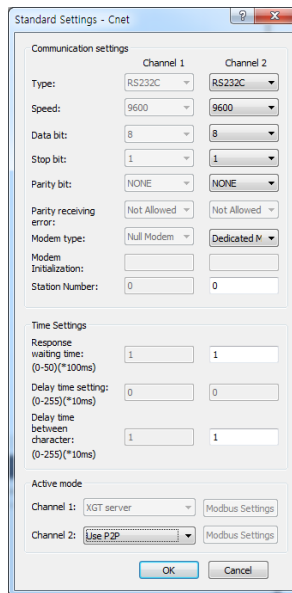 Standard Settings - Cnet
Communication settings
Channel 1 Channel 2
Type: RS232C RS232C
Speed: 9600 9600
Data bit: 8 8
Stop bit: 1 1
Parity bit: NONE NONE
Parity receiving
error: Not Allowed Not Allowed
Modem type: Null Modem Dedicated M
Modem
Initialization:
Station Number: 0 0
Time Settings
Response
waiting time: 1 1
(0-50)(*100ms)
Delay time setting: 0 0
(0-255)(*10ms)
Delay time
between
character: 1 1
(0-255)(*10ms)
Active mode
Channel 1: XGT server Modbus Settings
Channel 2: Use P2P Modbus Settings
OK Cancel